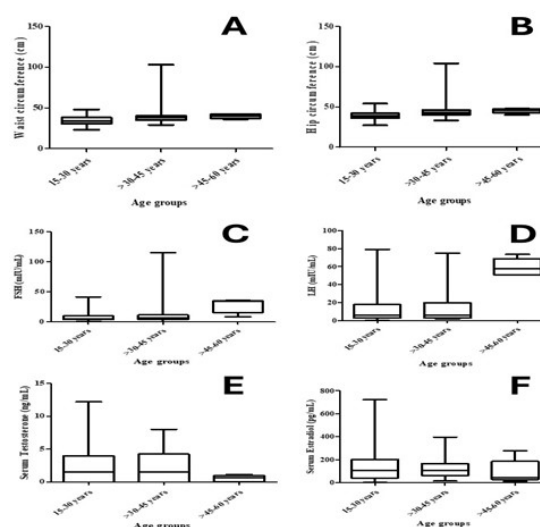 A
Waist circumference (cm)
150
100
50
0
15-30 years
>30-45 years
>45-60 years
Age groups
B
Hip circumference (cm)
150
100
50
0
15-30 years
>30-45 years
>45-60 years
Age groups
C
FSH (mIU/mL)
150
100
50
0
15-30 years
>30-45 years
>45-60 years
Age groups
D
LH (mIU/mL)
100
80
60
40
20
0
15-30 years
>30-45 years
>45-60 years
Age groups
E
Serum Testosterone (ng/mL)
15
10
5
0
15-30 years
>30-45 years
>45-60 years
Age groups
F
Serum Estradiol (pg/mL)
800
600
400
200
0
15-30 years
>30-45 years
>45-60 years
Age groups